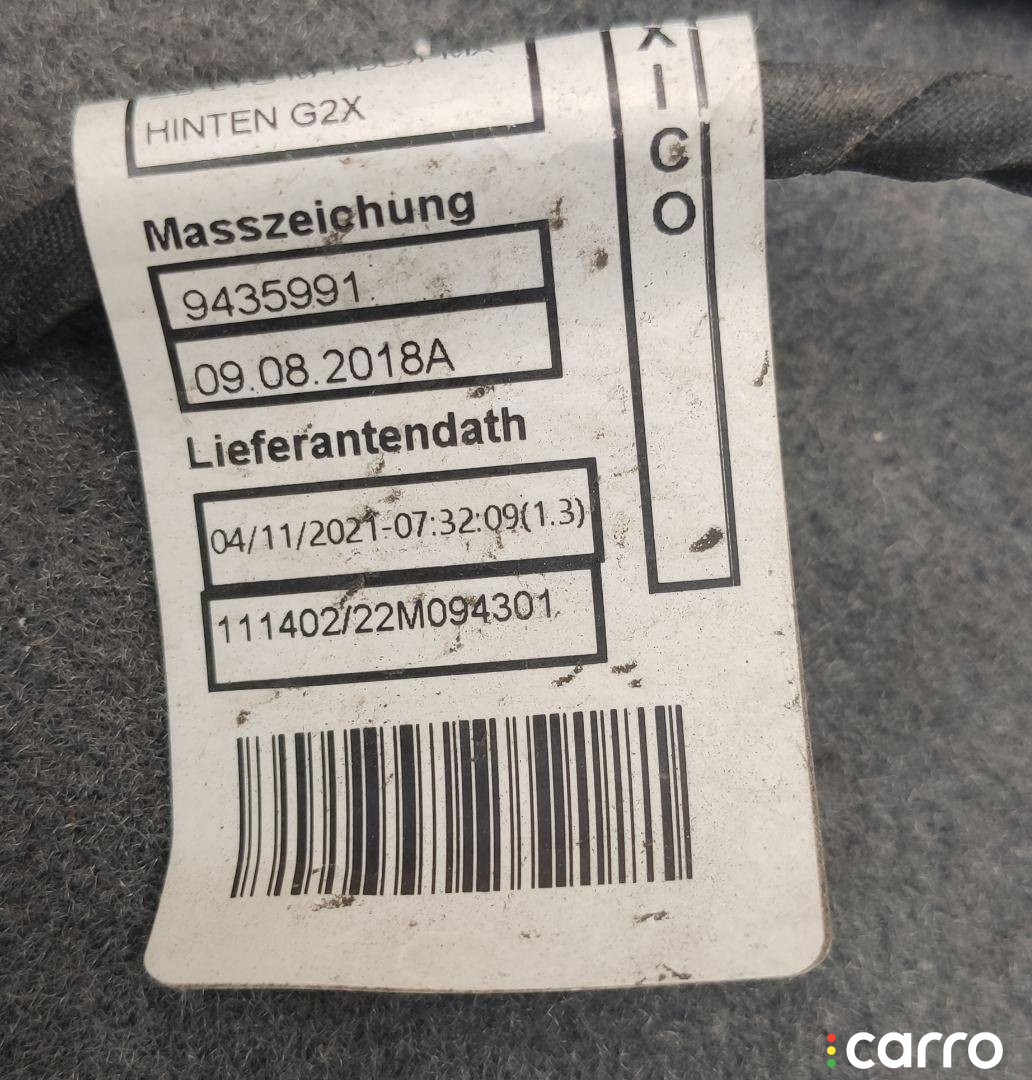 HINTEN G2X
Masszeichung
9435991
09.08.2018A
Lieferantendath
04/11/2021-07:32:09(1.3)
111402/22M094301
X
I
C
O
carro